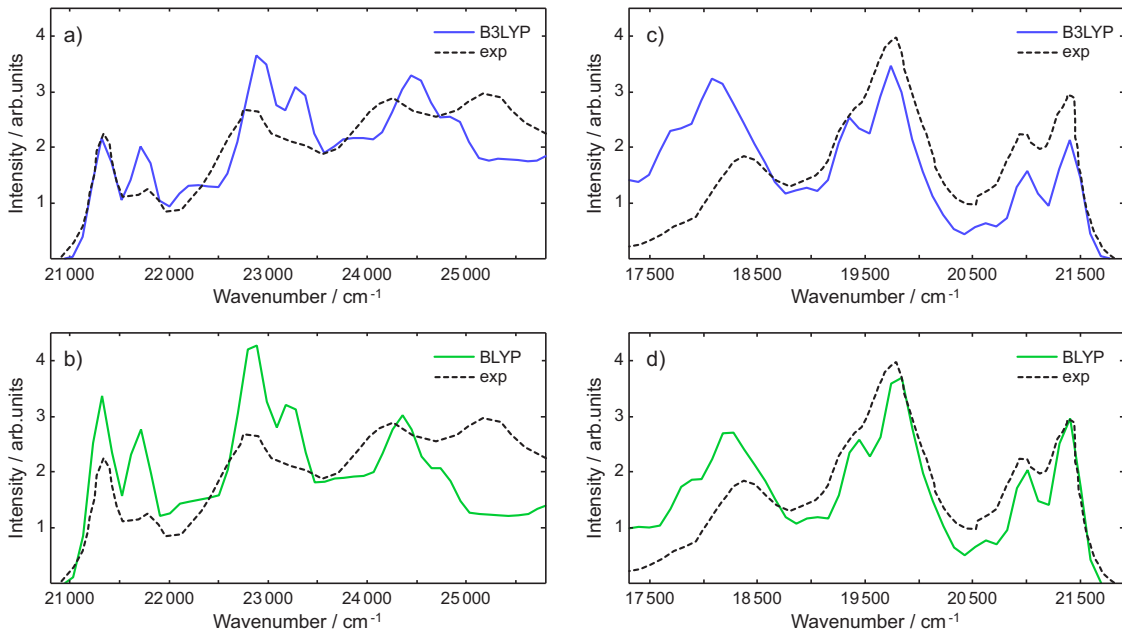 a)
B3LYP
exp
4
3
2
1
Intensity / arb.units
21 000 22 000 23 000 24 000 25 000
Wavenumber / cm-1
c)
B3LYP
exp
4
3
2
1
Intensity / arb.units
17 500 18 500 19 500 20 500 21 500
Wavenumber / cm-1
b)
BLYP
exp
4
3
2
1
Intensity / arb.units
21 000 22 000 23 000 24 000 25 000
Wavenumber / cm-1
d)
BLYP
exp
4
3
2
1
Intensity / arb.units
17 500 18 500 19 500 20 500 21 500
Wavenumber / cm-1